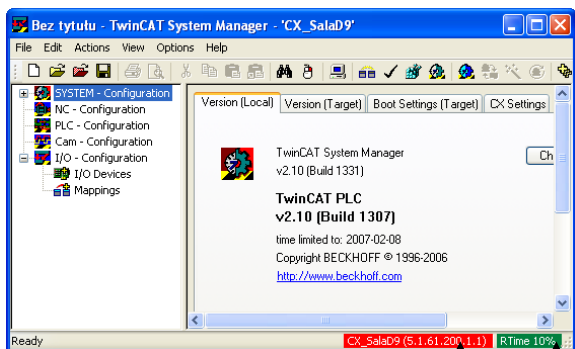 Bez tytułu - TwinCAT System Manager - 'CX_SalaD9'
File Edit Actions View Options Help
SYSTEM - Configuration
NC - Configuration
PLC - Configuration
Cam - Configuration
I/O - Configuration
I/O Devices
Mappings
Version (Local) Version (Target) Boot Settings (Target) CX Settings
TwinCAT System Manager
v2.10 (Build 1331)
Ch
TwinCAT PLC
v2.10 (Build 1307)
time limited to: 2007-02-08
Copyright BECKHOFF © 1996-2006
http://www.beckhoff.com
Ready CX_SalaD9 (5.1.61.200.1.1) RTime 10%